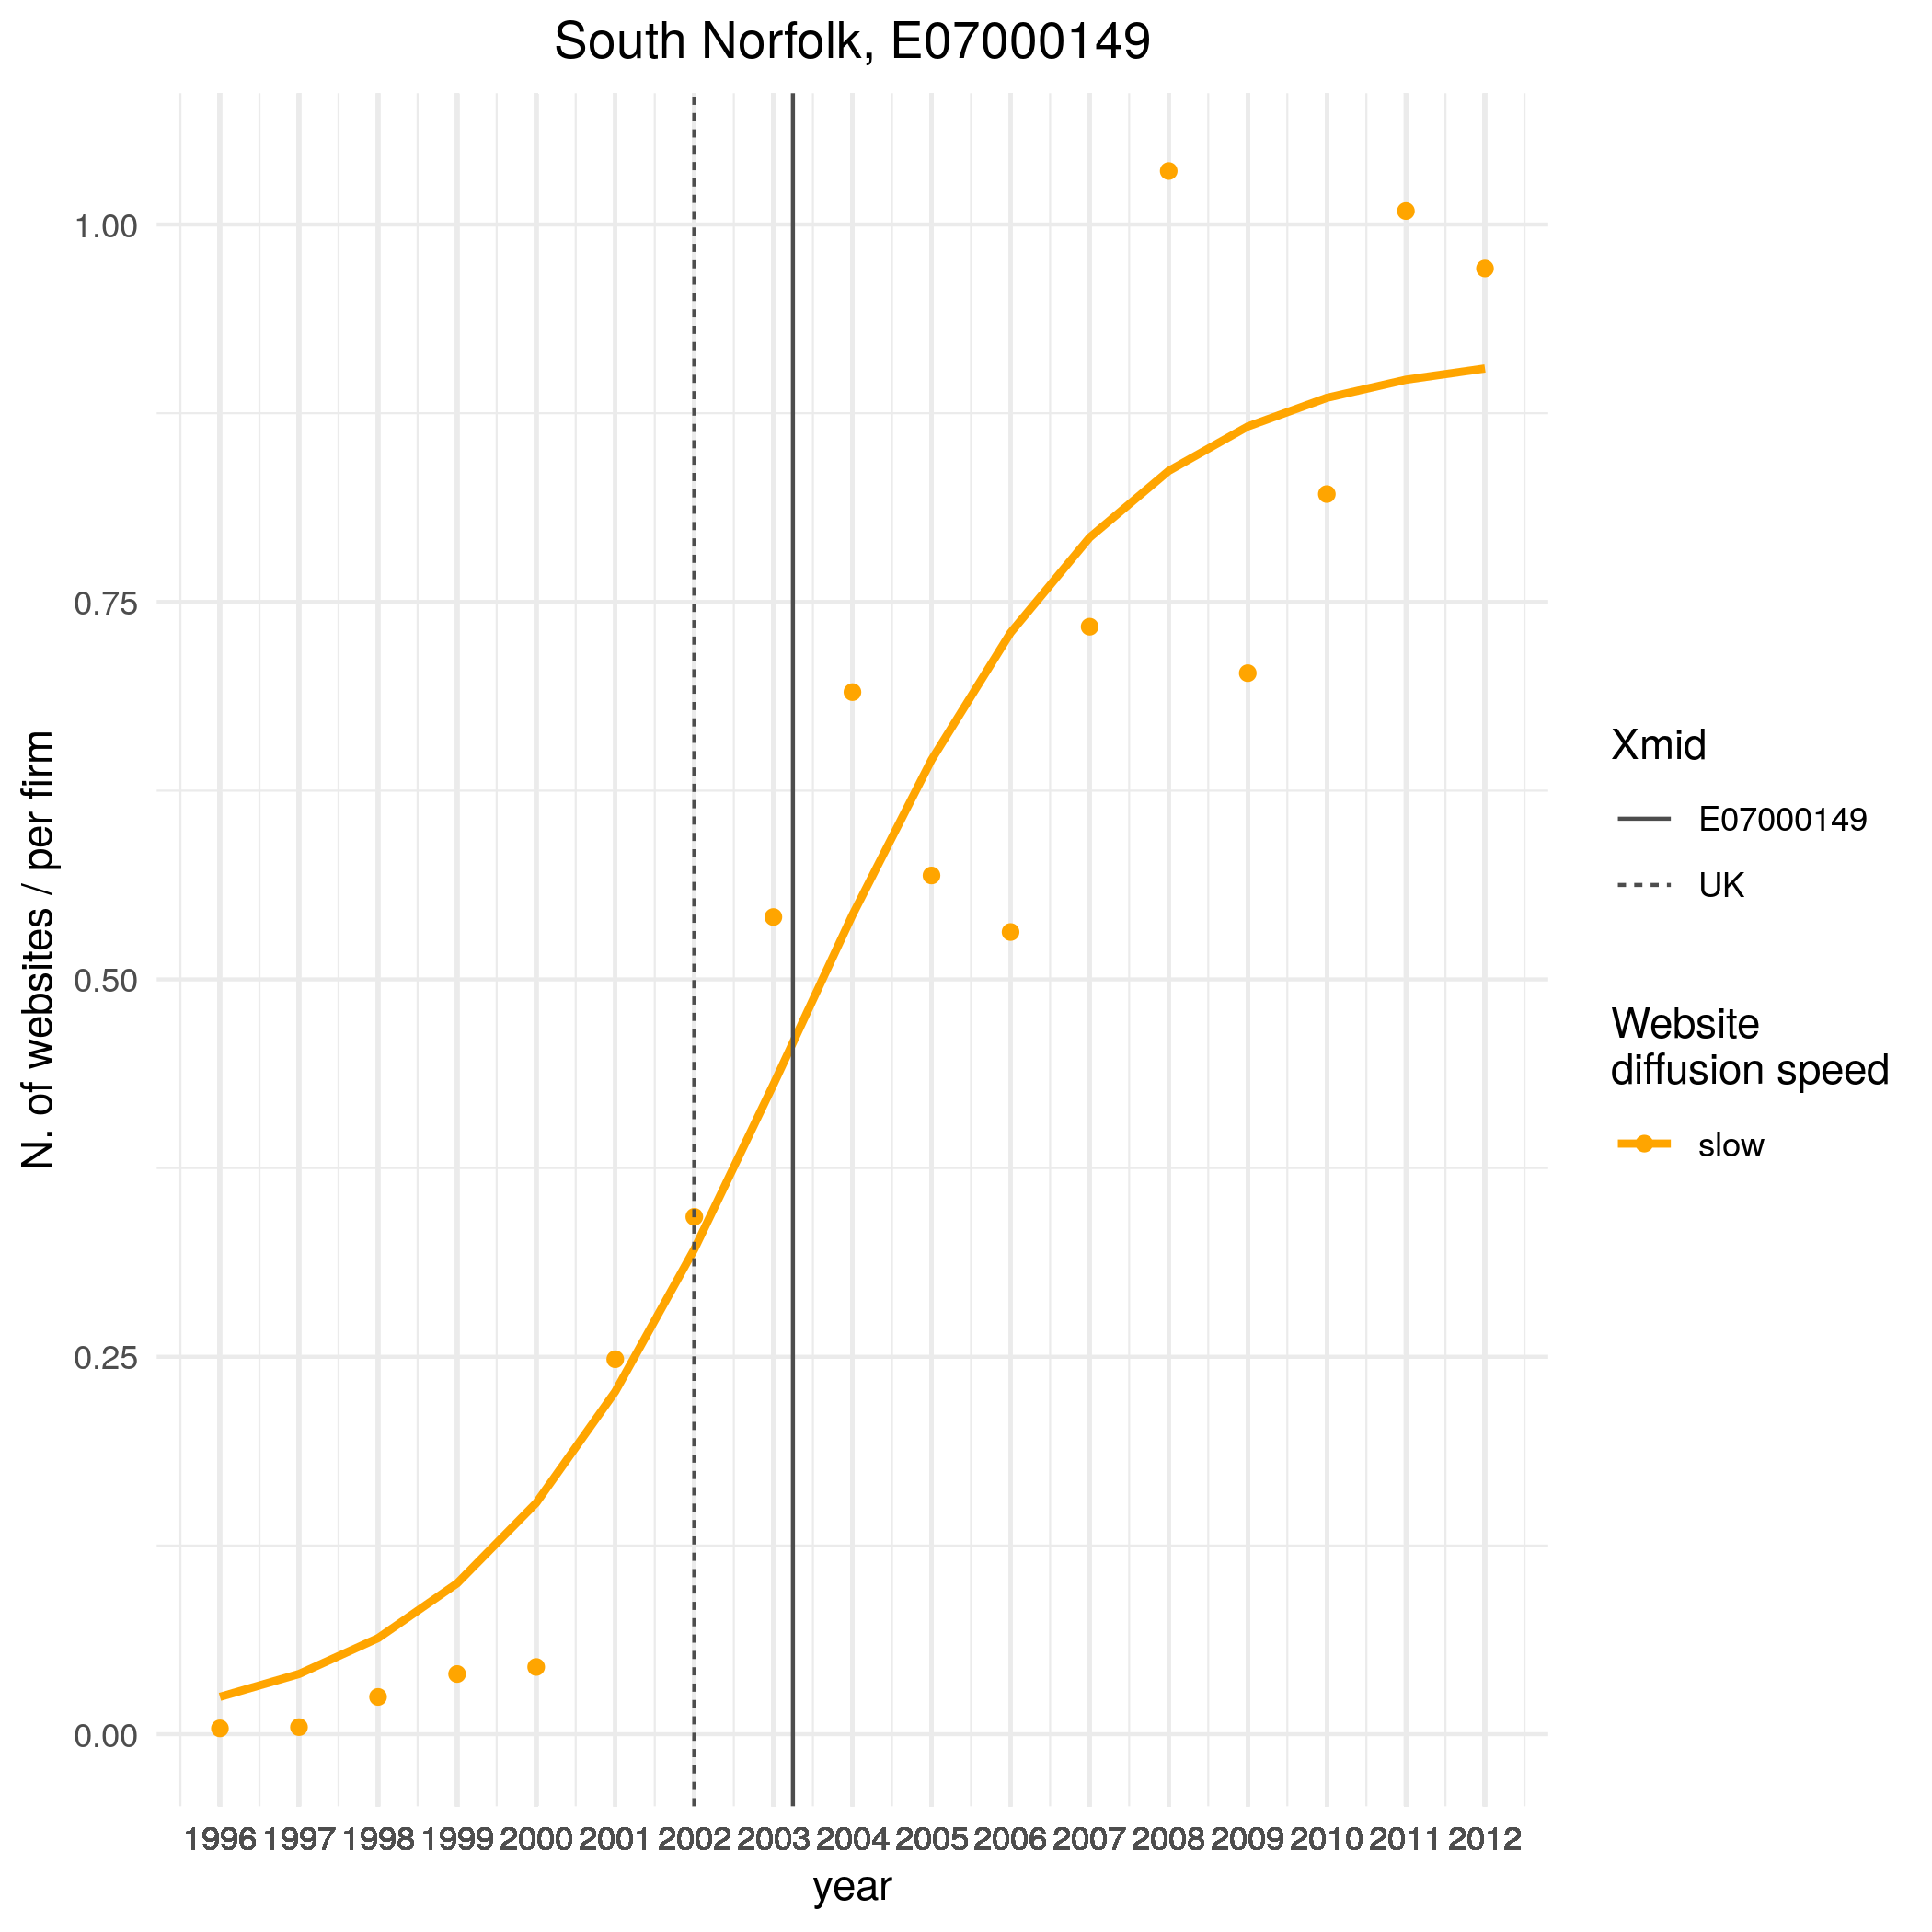 South Norfolk, E07000149
N. of websites / per firm
1.00
0.75
0.50
0.25
0.00
1996 1997 1998 1999 2000 2001 2002 2003 2004 2005 2006 2007 2008 2009 2010 2011 2012
year
Xmid
E07000149
UK
Website
diffusion speed
slow